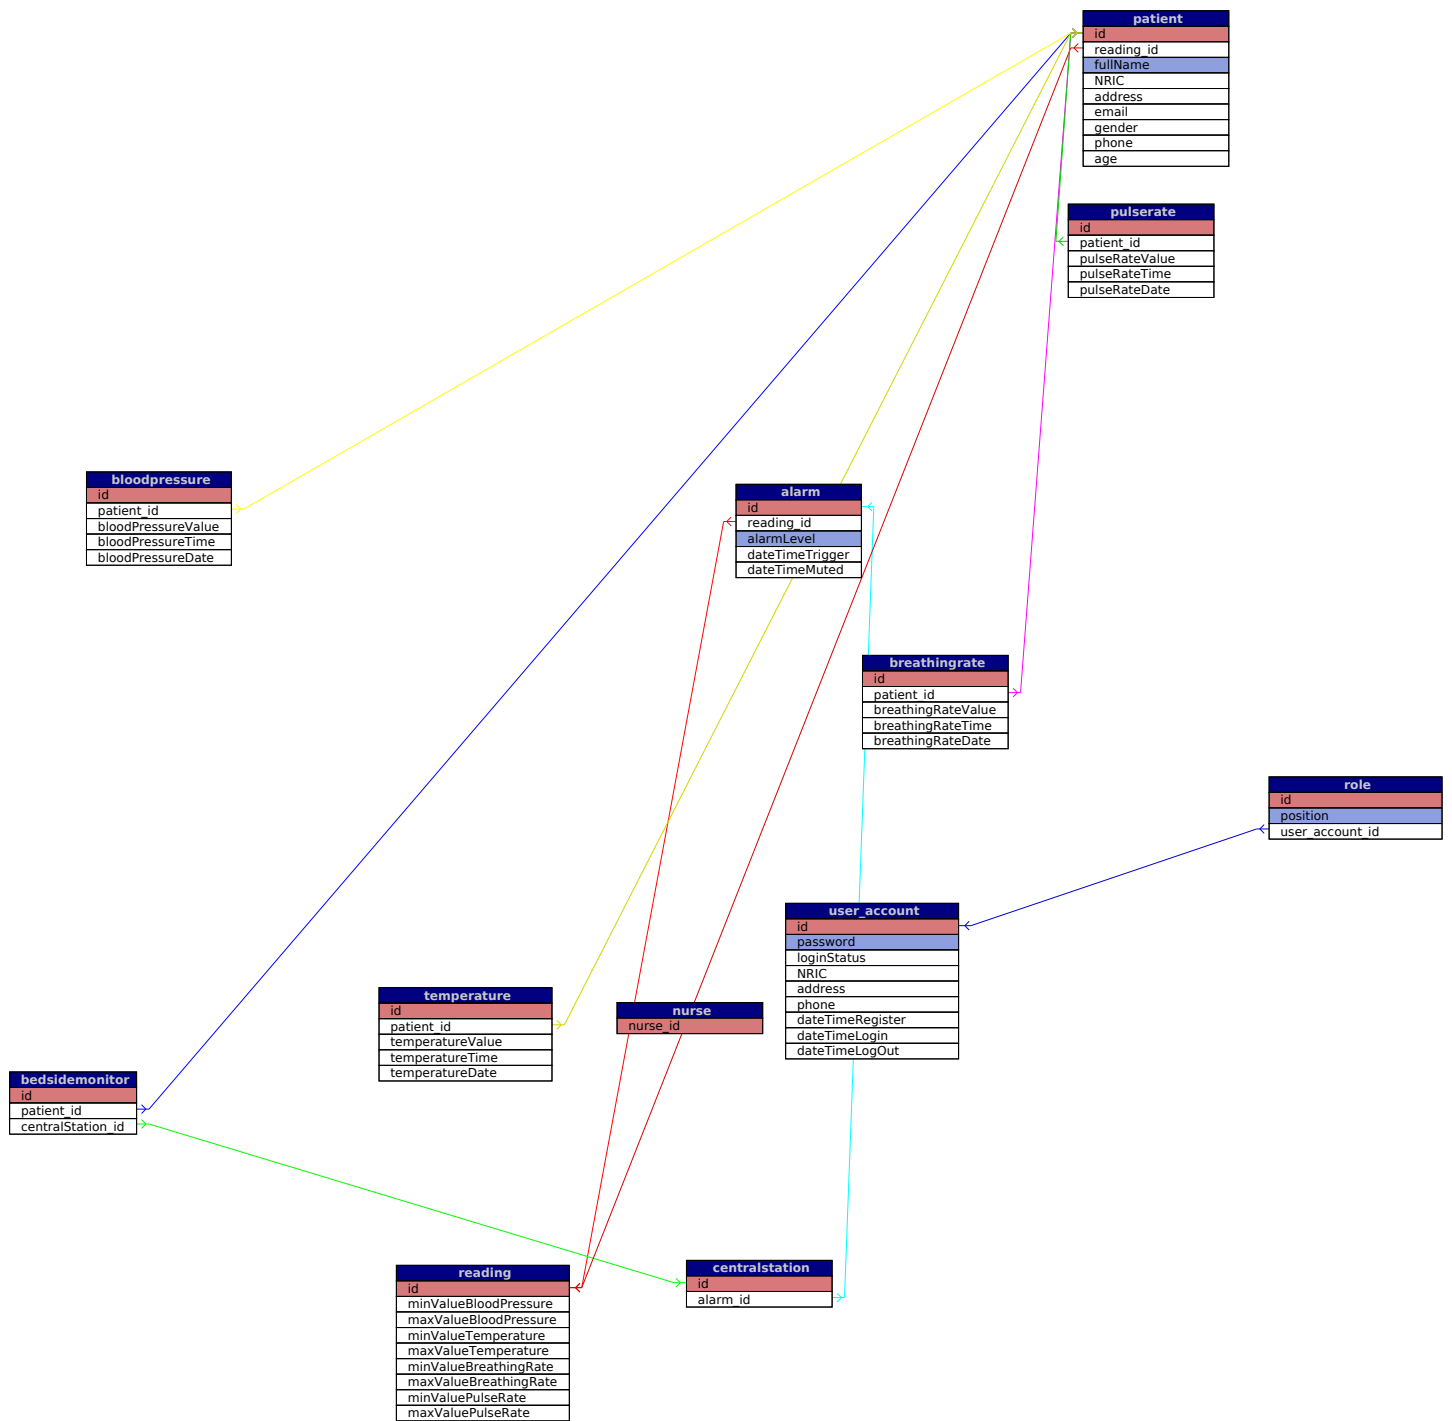 patient
id
reading_id
fullName
NRIC
address
email
gender
phone
age
pulserate
id
patient_id
pulseRateValue
pulseRateTime
pulseRateDate
bloodpressure
id
patient_id
bloodPressureValue
bloodPressureTime
bloodPressureDate
alarm
id
reading_id
alarmLevel
dateTimeTrigger
dateTimeMuted
breathingrate
id
patient_id
breathingRateValue
breathingRateTime
breathingRateDate
role
id
position
user_account_id
user_account
id
password
loginStatus
NRIC
address
phone
dateTimeRegister
dateTimeLogin
dateTimeLogOut
temperature
id
patient_id
temperatureValue
temperatureTime
temperatureDate
nurse
nurse_id
bedsidemonitor
id
patient_id
centralStation_id
reading
id
minValueBloodPressure
maxValueBloodPressure
minValueTemperature
maxValueTemperature
minValueBreathingRate
maxValueBreathingRate
minValuePulseRate
maxValuePulseRate
centralstation
id
alarm_id